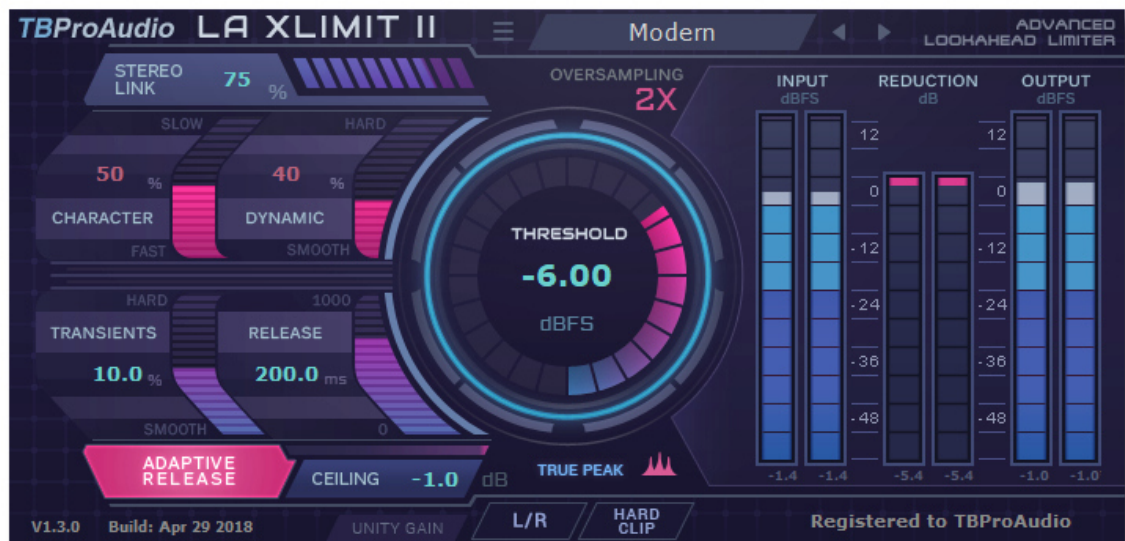 TBProAudio LA XLIMIT II
Modern
ADVANCED
LOOKAHEAD LIMITER
STEREO
LINK
75 %
OVERSAMPLING
2X
SLOW
HARD
50 %
40 %
CHARACTER
DYNAMIC
FAST
SMOOTH
HARD
1000
TRANSIENTS
RELEASE
10.0 %
200.0 ms
SMOOTH
0
ADAPTIVE
RELEASE
CEILING -1.0 dB
THRESHOLD
-6.00
dBFS
TRUE PEAK
INPUT
dBFS
REDUCTION
dB
OUTPUT
dBFS
12 12
0 0
-12 -12
-24 -24
-36 -36
-48 -48
-1.4 -1.4 -5.4 -5.4 -1.0 -1.0
V1.3.0 Build: Apr 29 2018
UNITY GAIN
L/R
HARD
CLIP
Registered to TBProAudio